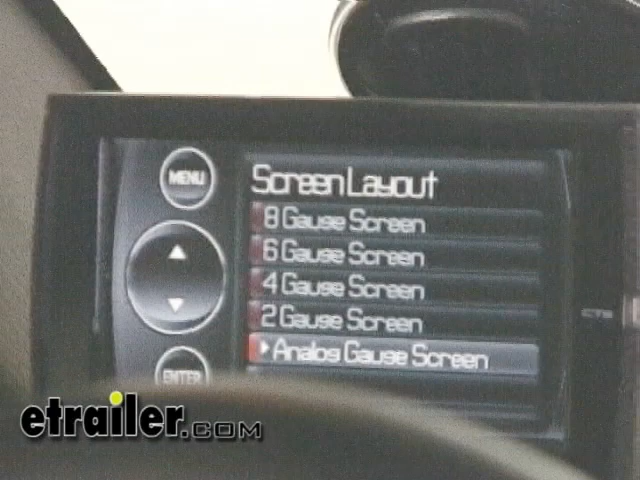 MENU
Screen Layout
8 Gauge Screen
6 Gauge Screen
4 Gauge Screen
2 Gauge Screen
Analog Gauge Screen
ENTER
CTS
etrailer.com